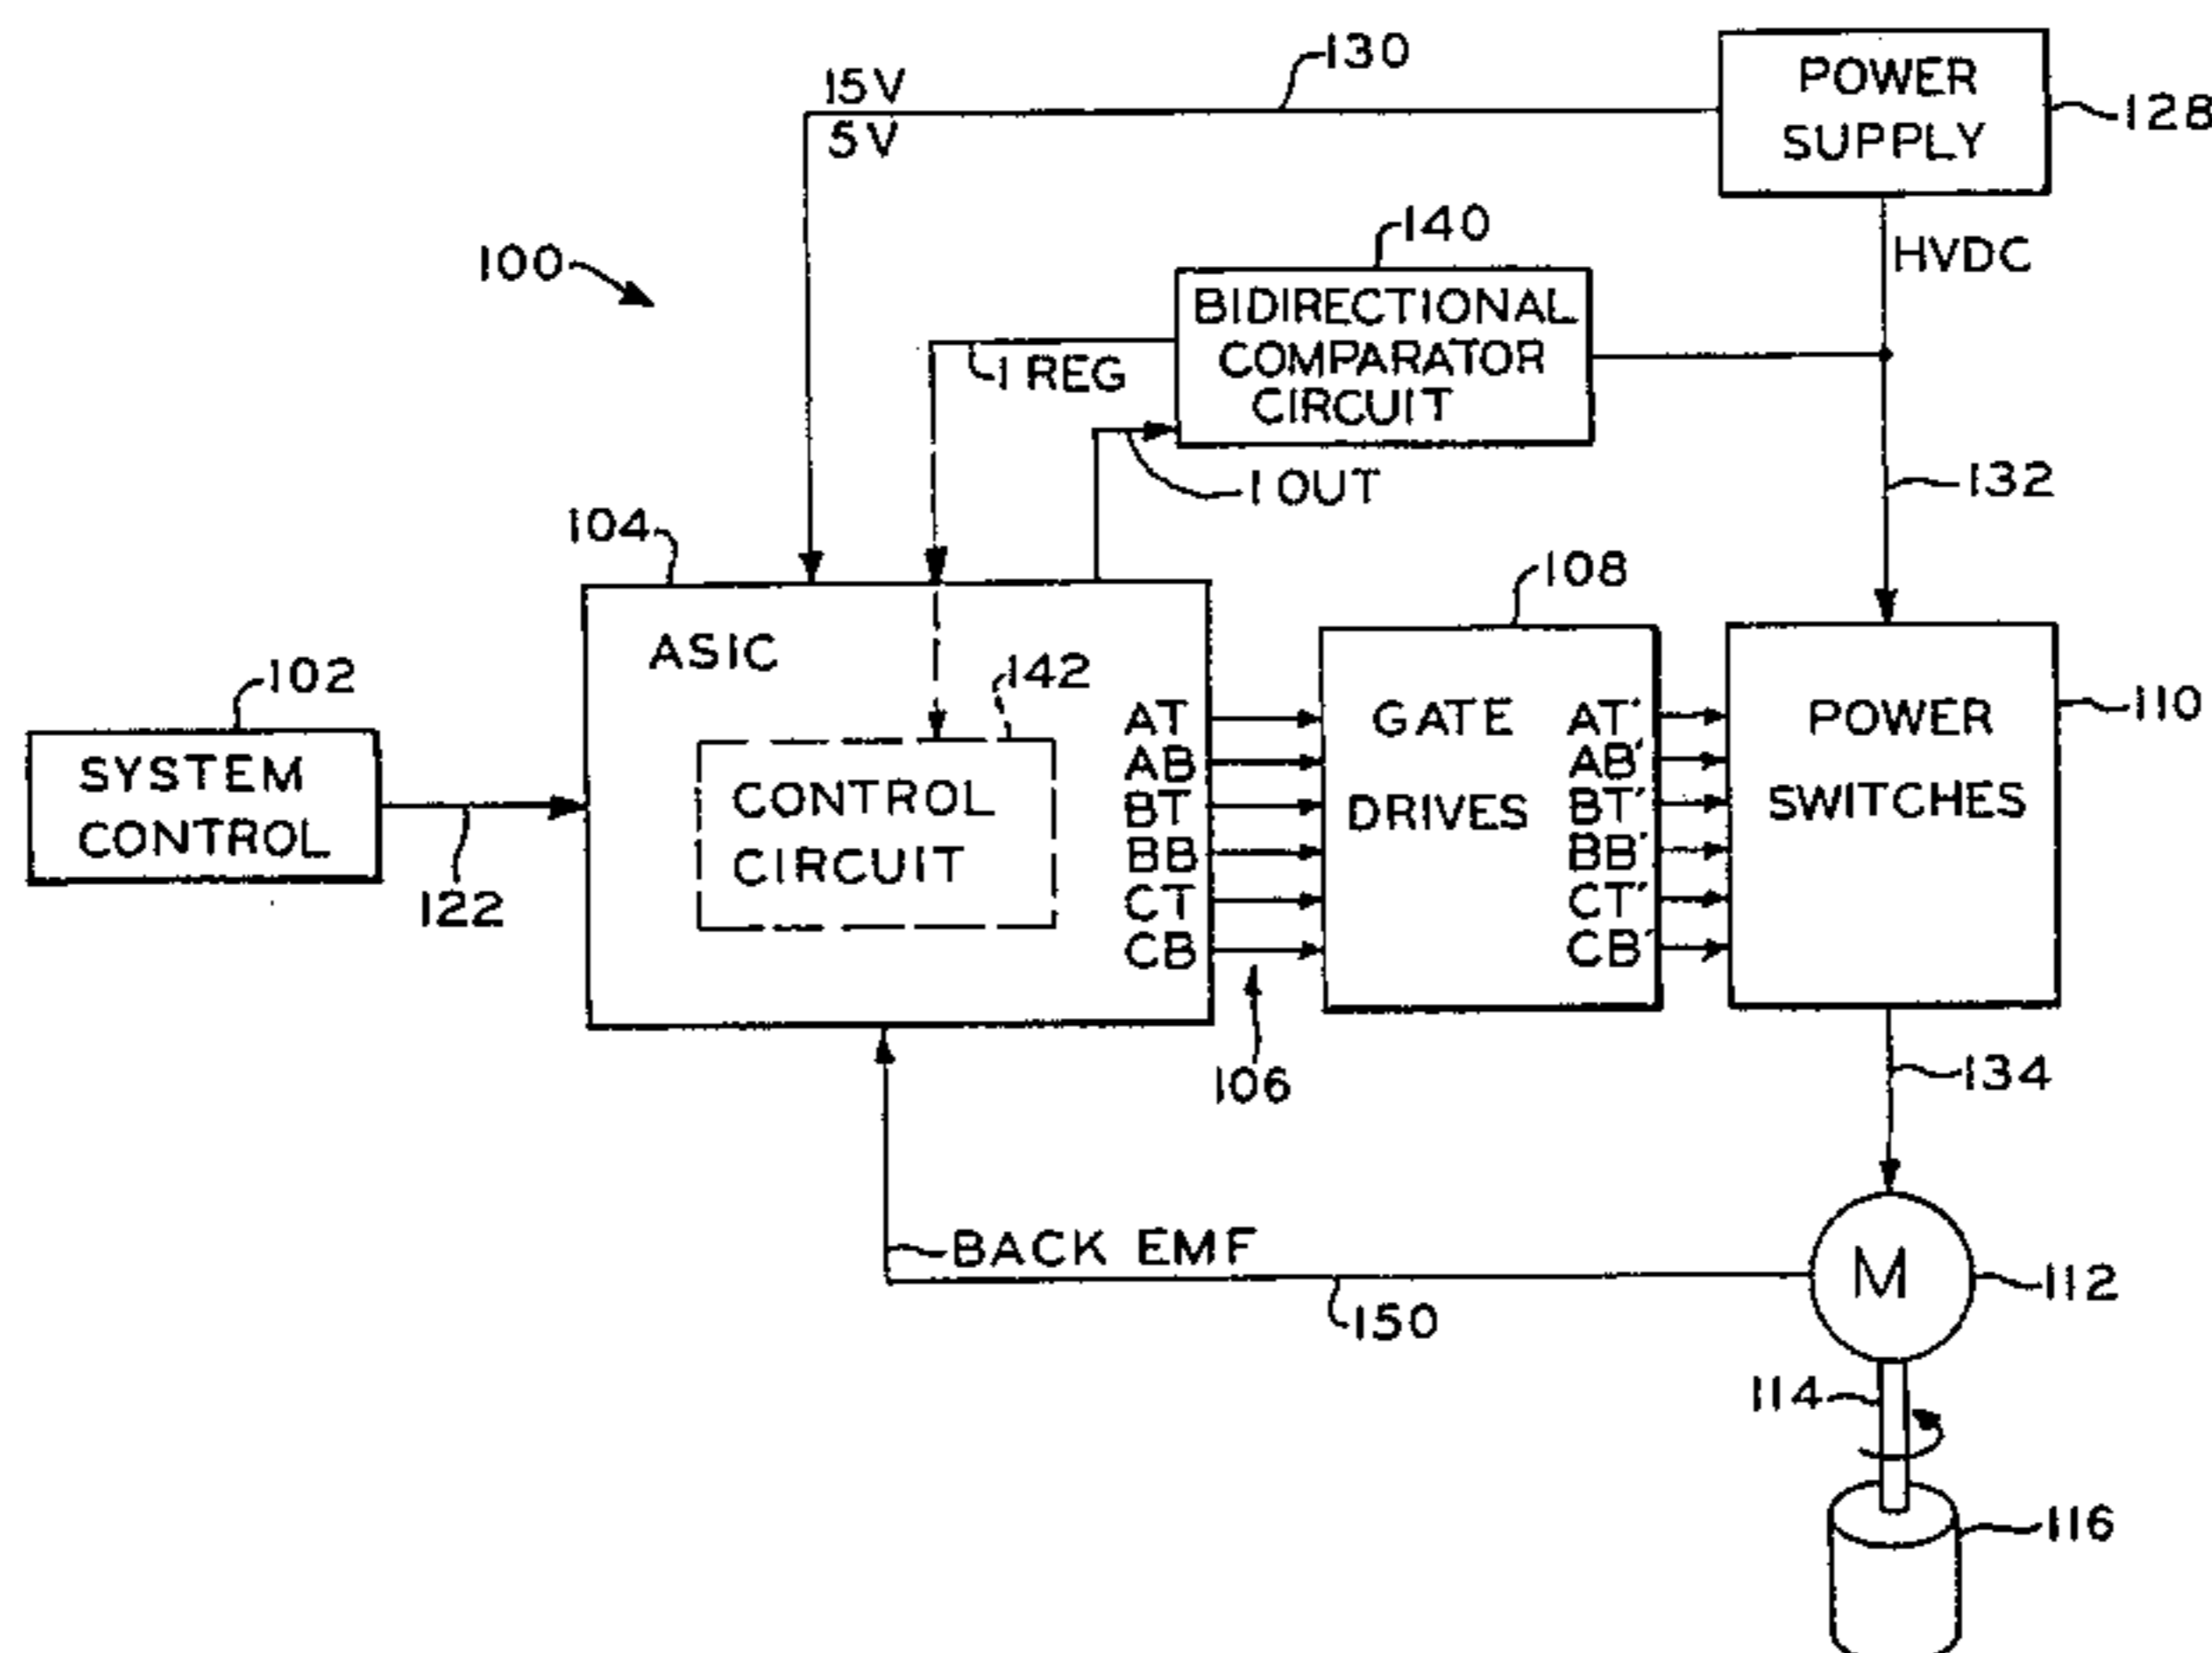 130
15V
5V
POWER
SUPPLY
128
140
HVDC
100
BIDIRECTIONAL
COMPARATOR
CIRCUIT
I REG
I OUT
132
104
108
ASIC
102
142
SYSTEM
CONTROL
122
CONTROL
CIRCUIT
AT
AB
BT
BB
CT
CB
GATE
DRIVES
AT'
AB'
BT'
BB'
CT'
CB'
POWER
SWITCHES
110
106
134
BACK EMF
M
112
150
114
116